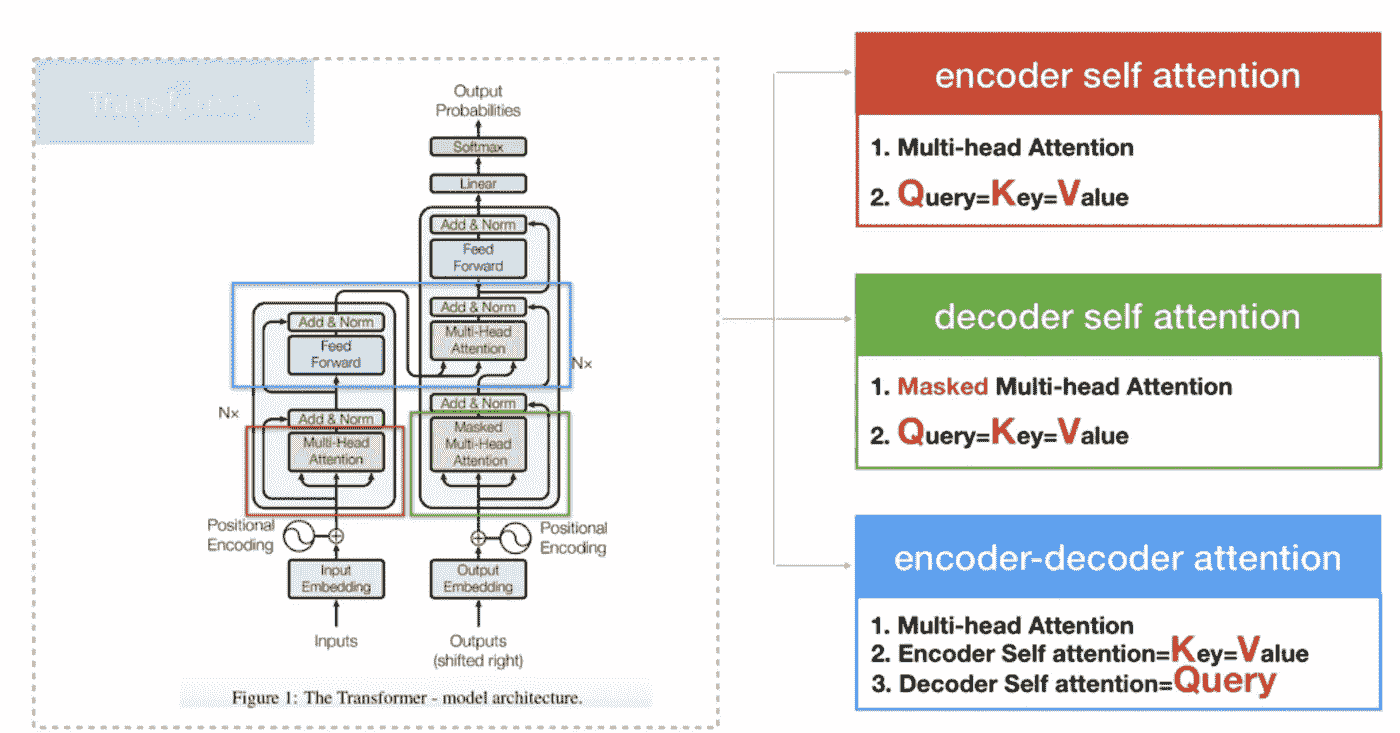 Transformer
Output
Probabilities
Softmax
Linear
Add & Norm
Feed
Forward
Add & Norm
Multi-Head
Attention
Nx
Add & Norm
Masked
Multi-Head
Attention
Add & Norm
Feed
Forward
Nx
Add & Norm
Multi-Head
Attention
Positional
Encoding
Positional
Encoding
Input
Embedding
Output
Embedding
Inputs
Outputs
(shifted right)
Figure 1: The Transformer - model architecture.
encoder self attention
1. Multi-head Attention
2. Query=Key=Value
decoder self attention
1. Masked Multi-head Attention
2. Query=Key=Value
encoder-decoder attention
1. Multi-head Attention
2. Encoder Self attention=Key=Value
3. Decoder Self attention=Query